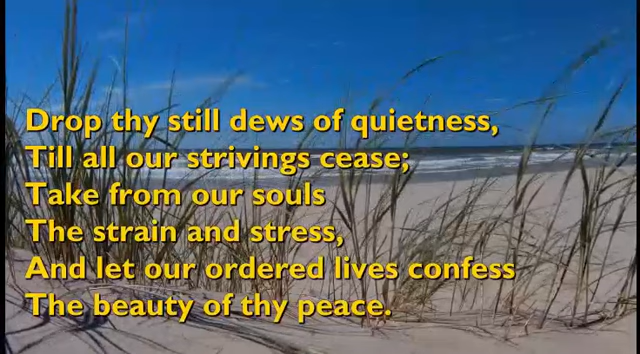 Drop thy still dews of quietness,
Till all our strivings cease;
Take from our souls
The strain and stress,
And let our ordered lives confess
The beauty of thy peace.